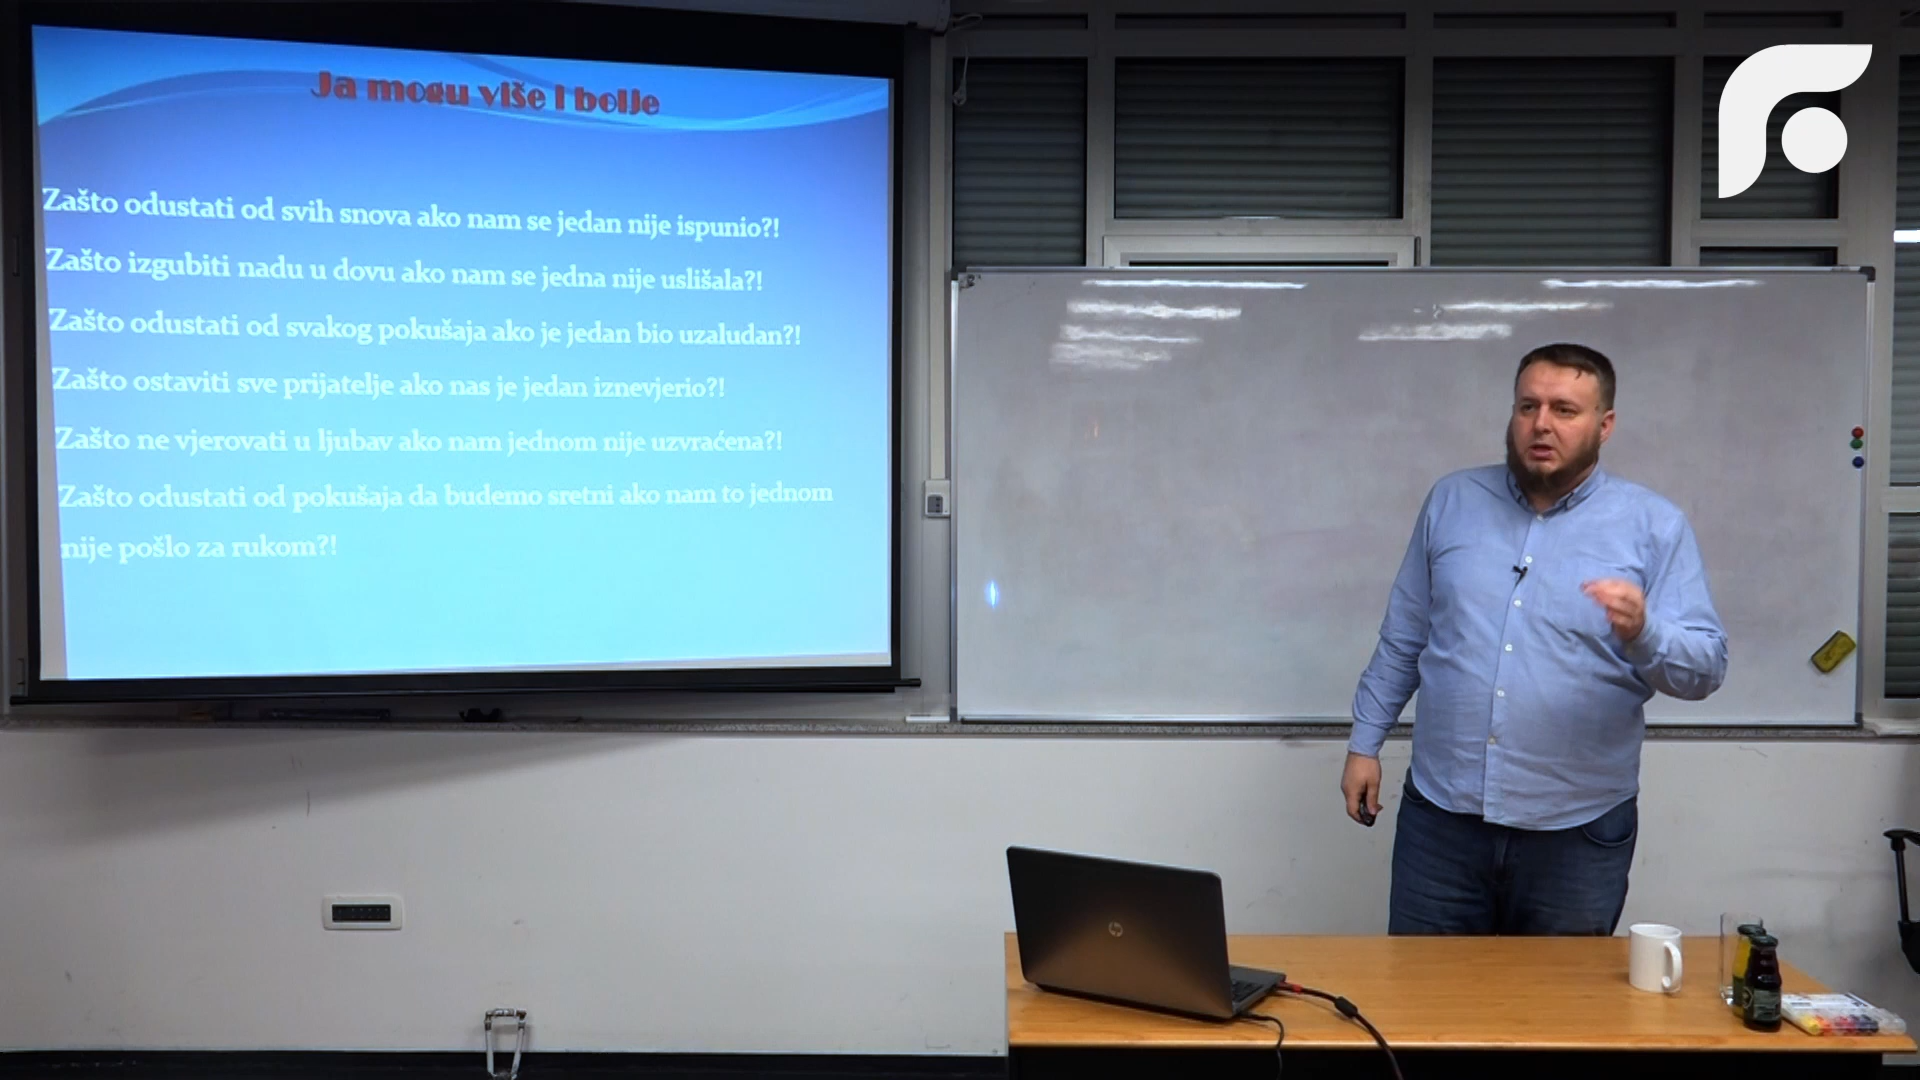 Ja mogu više I bolje
Zašto odustati od svih snova ako nam se jedan nije ispunio?!
Zašto izgubiti nadu u dovu ako nam se jedna nije uslišala?!
Zašto odustati od svakog pokušaja ako je jedan bio uzaludan?!
Zašto ostaviti sve prijatelje ako nas je jedan iznevjerio?!
Zašto ne vjerovati u ljubav ako nam jednom nije uzvraćena?!
Zašto odustati od pokušaja da budemo sretni ako nam to jednom
nije pošlo za rukom?!
hp